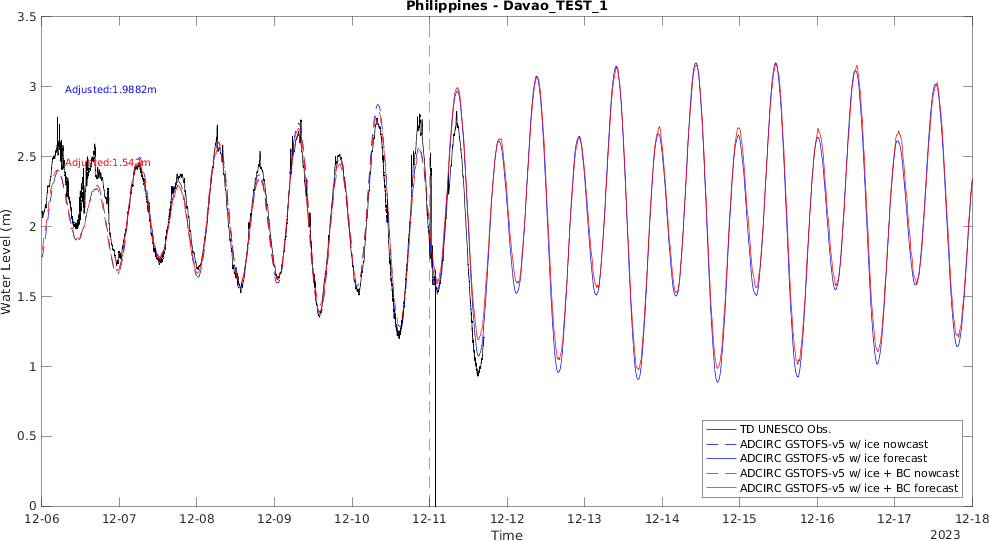 Philippines - Davao_TEST_1
Water Level (m)
3.5
3
2.5
2
1.5
1
0.5
0
Adjusted:1.9882m
TD UNESCO Obs.
ADCIRC GSTOFS-v5 w/ ice nowcast
ADCIRC GSTOFS-v5 w/ ice forecast
ADCIRC GSTOFS-v5 w/ ice + BC nowcast
ADCIRC GSTOFS-v5 w/ ice + BC forecast
12-06 12-07 12-08 12-09 12-10 12-11 12-12 12-13 12-14 12-15 12-16 12-17 12-18
Time
2023